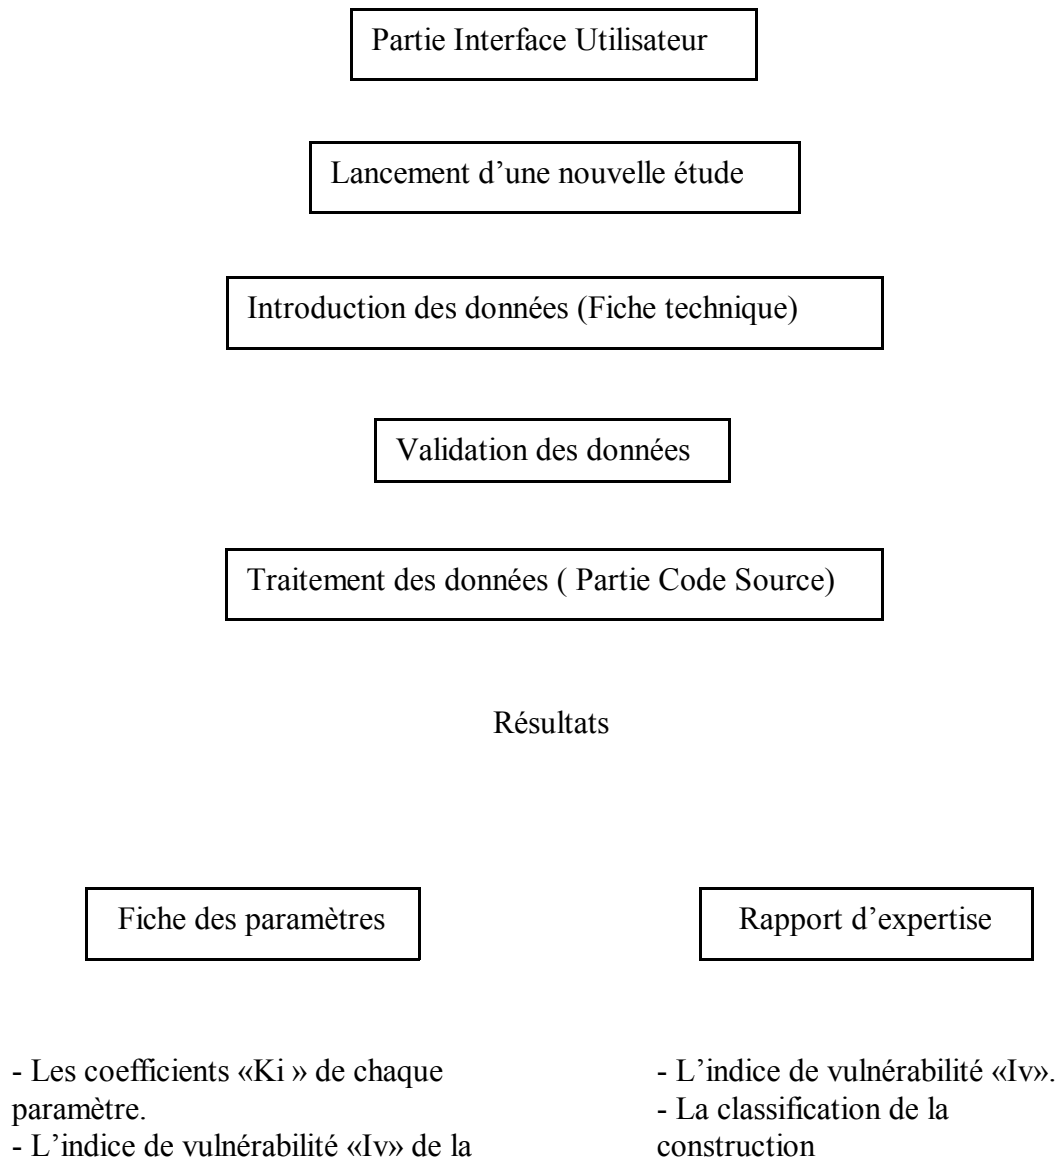 Partie Interface Utilisateur
Lancement d’une nouvelle étude
Introduction des données (Fiche technique)
Validation des données
Traitement des données ( Partie Code Source)
Résultats
Fiche des paramètres
Rapport d’expertise
- Les coefficients «Ki » de chaque
paramètre.
- L’indice de vulnérabilité «Iv» de la
- L’indice de vulnérabilité «Iv».
- La classification de la
construction